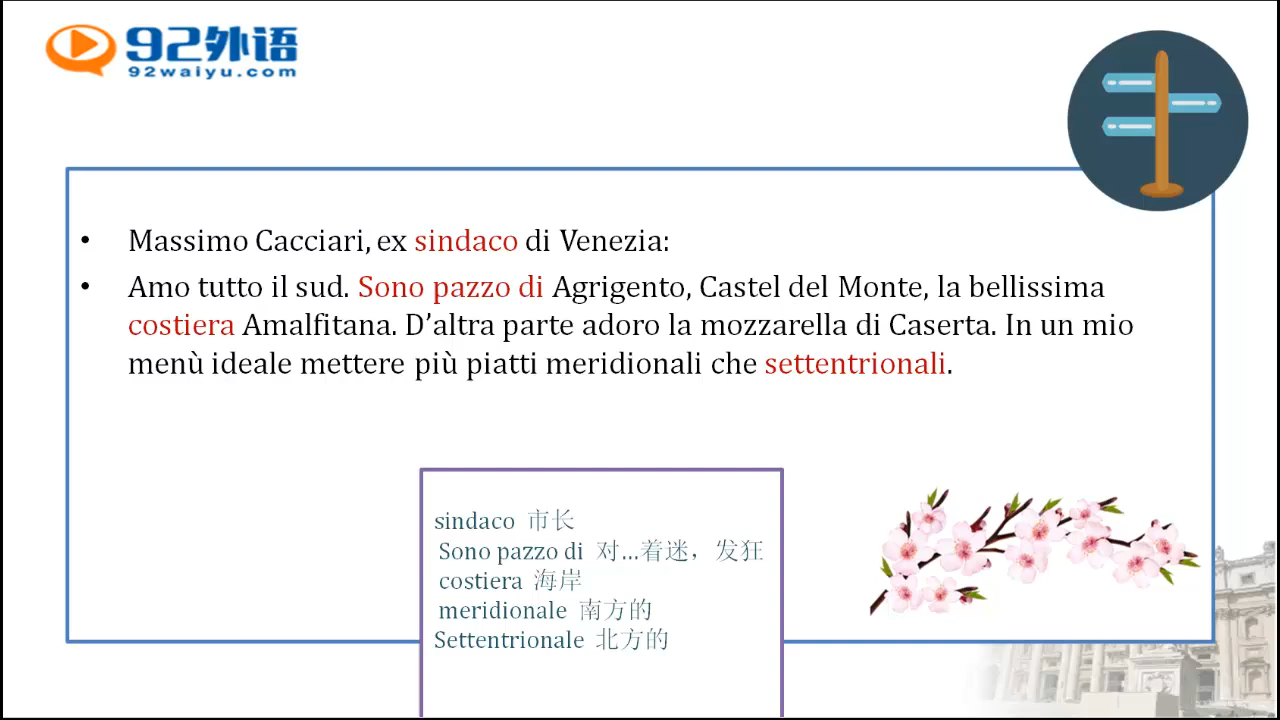 92外语
92waiyu.com
• Massimo Cacciari, ex sindaco di Venezia:
• Amo tutto il sud. Sono pazzo di Agrigento, Castel del Monte, la bellissima
costiera Amalfitana. D’altra parte adoro la mozzarella di Caserta. In un mio
menù ideale mettere più piatti meridionali che settentrionali.
sindaco 市长
Sono pazzo di 对...着迷，发狂
costiera 海岸
meridionale 南方的
Settentrionale 北方的